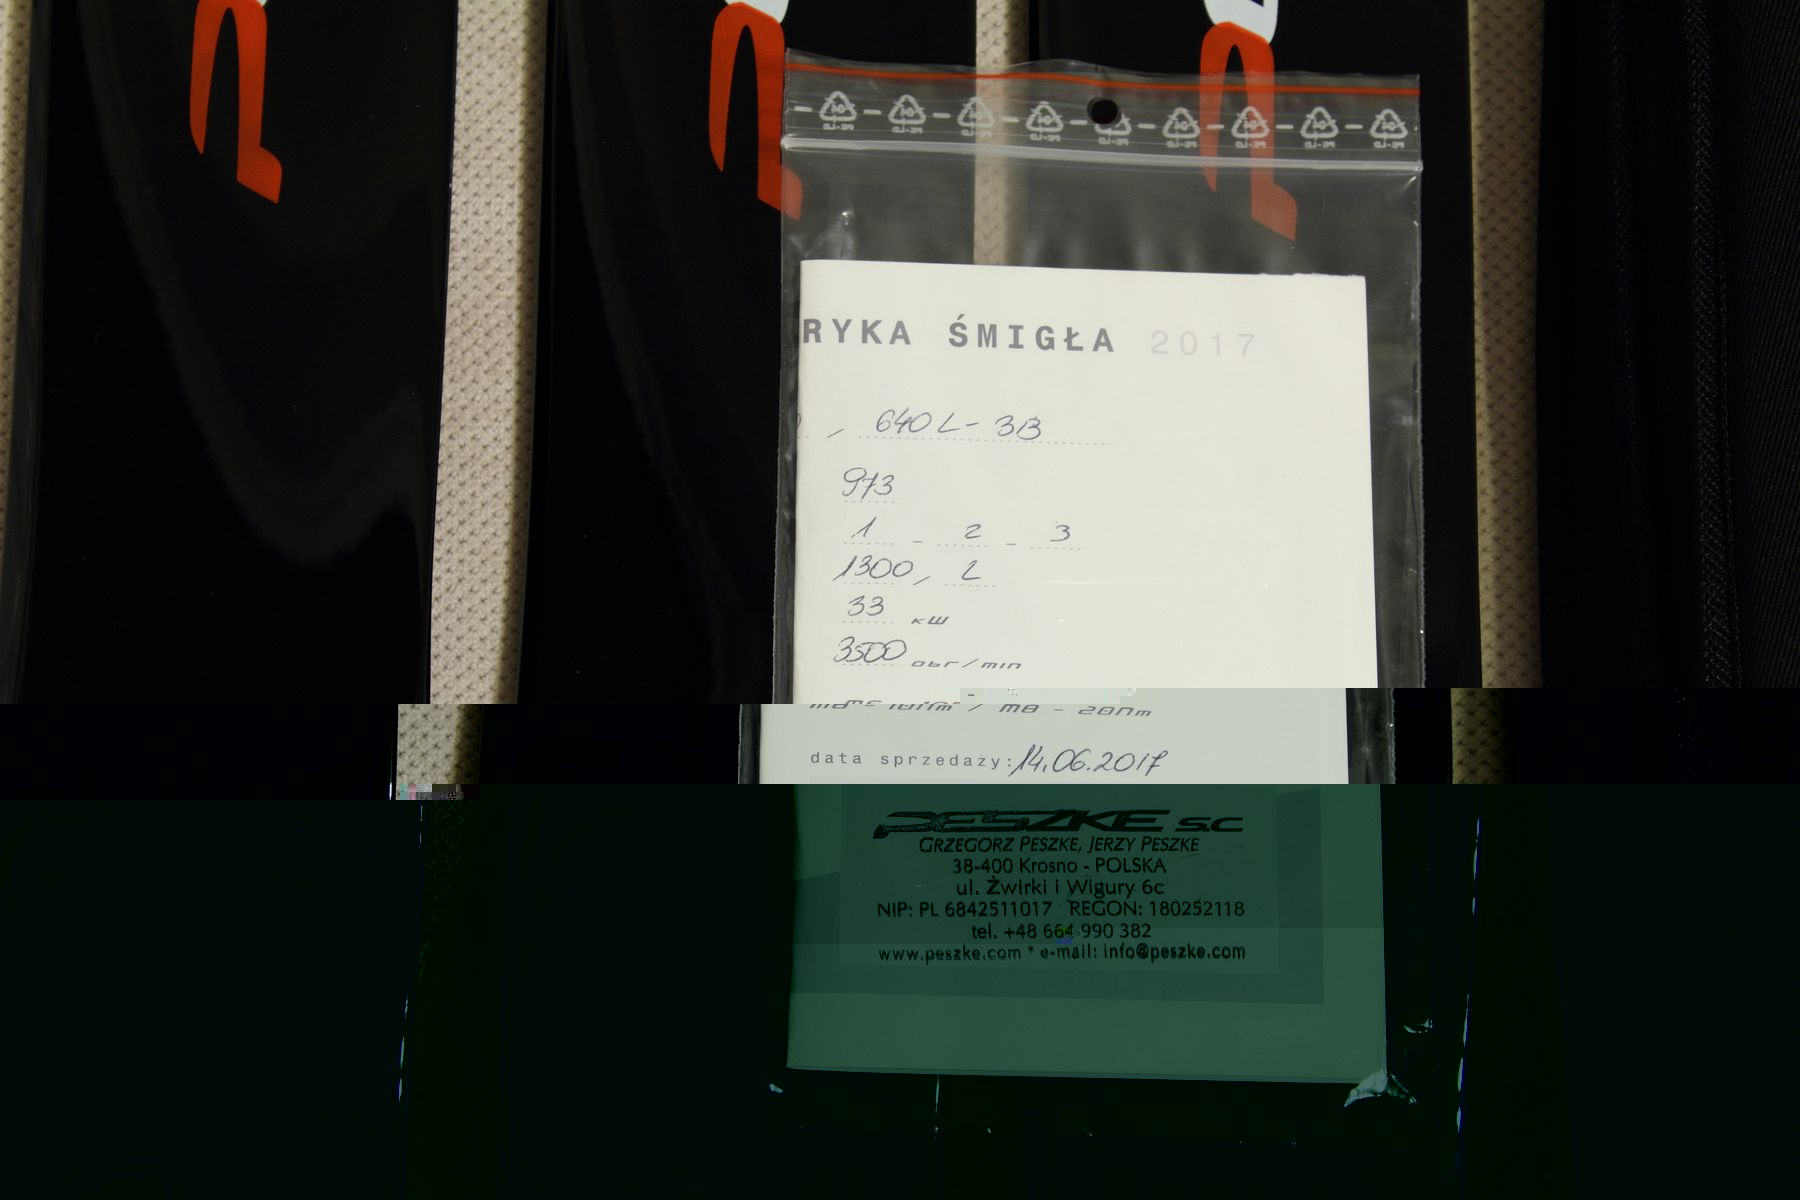 RYKA ŚMIGŁA 2017
, 640 L - 3B
973
1 - 2 - 3
1300, L
33 kW
3500 obr/min
/ m8 - 20Nm
data sprzedaży: 14.06.2017
PESZKE s.c
GRZEGORZ PESZKE, JERZY PESZKE
38-400 Krosno - POLSKA
ul. Żwirki i Wigury 6c
NIP: PL 6842511017 REGON: 180252118
tel. +48 664 990 382
www.peszke.com * e-mail: info@peszke.com